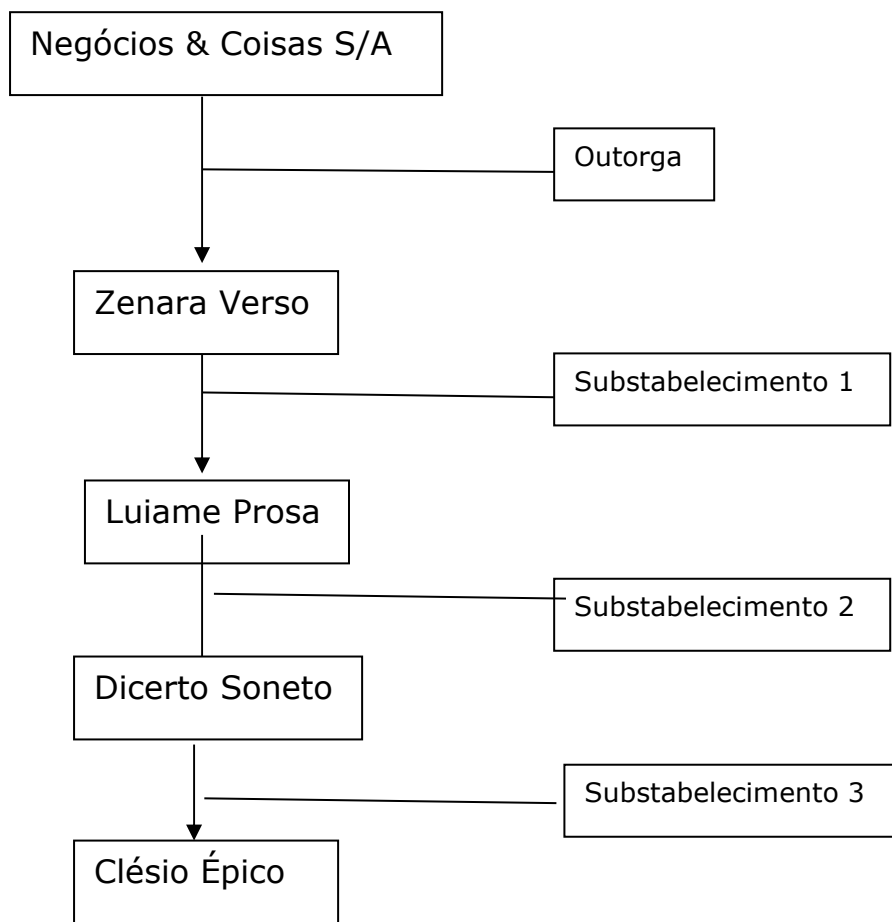 Negócios & Coisas S/A
Outorga
Zenara Verso
Substabelecimento 1
Luiame Prosa
Substabelecimento 2
Dicerto Soneto
Substabelecimento 3
Clésio Épico